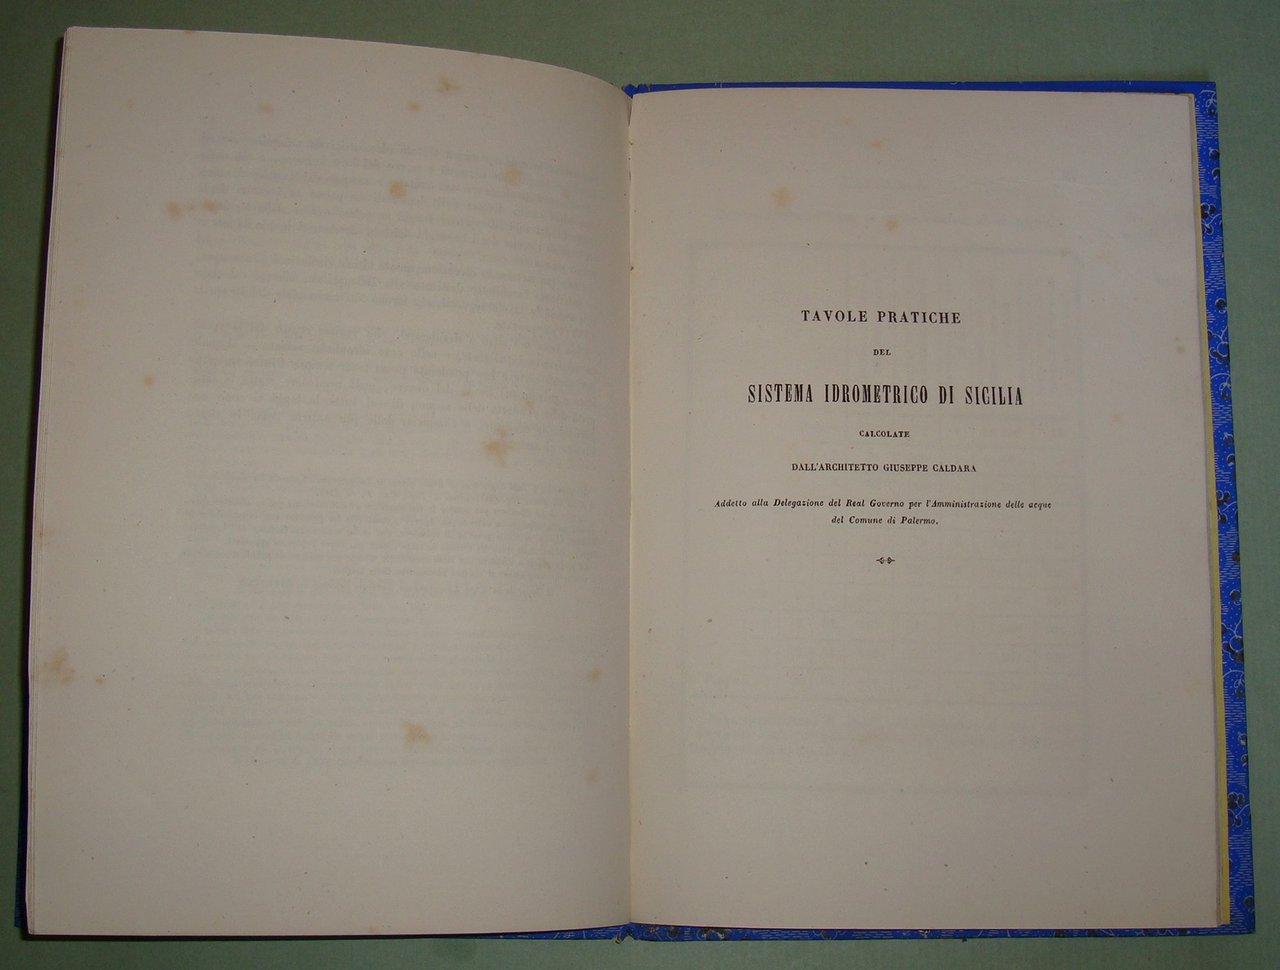 TAVOLE PRATICHE
DEL
SISTEMA IDROMETRICO DI SICILIA
CALCOLATE
DALL'ARCHITETTO GIUSEPPE CALDARA
Addetto alla Delegazione del Real Governo per l'Amministrazione delle acque
del Comune di Palermo.